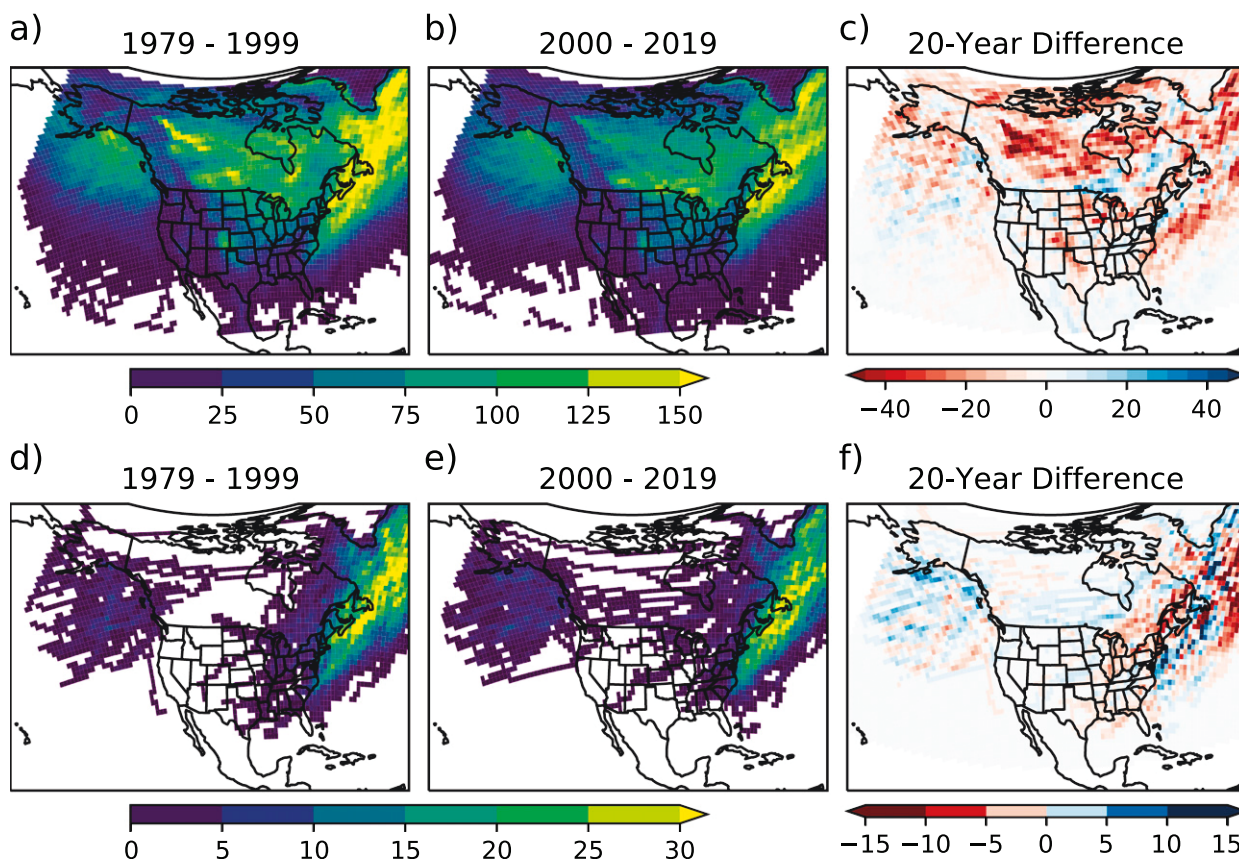 a) 1979 - 1999
b) 2000 - 2019
c) 20-Year Difference
0 25 50 75 100 125 150
−40 −20 0 20 40
d) 1979 - 1999
e) 2000 - 2019
f) 20-Year Difference
0 5 10 15 20 25 30
−15 −10 −5 0 5 10 15